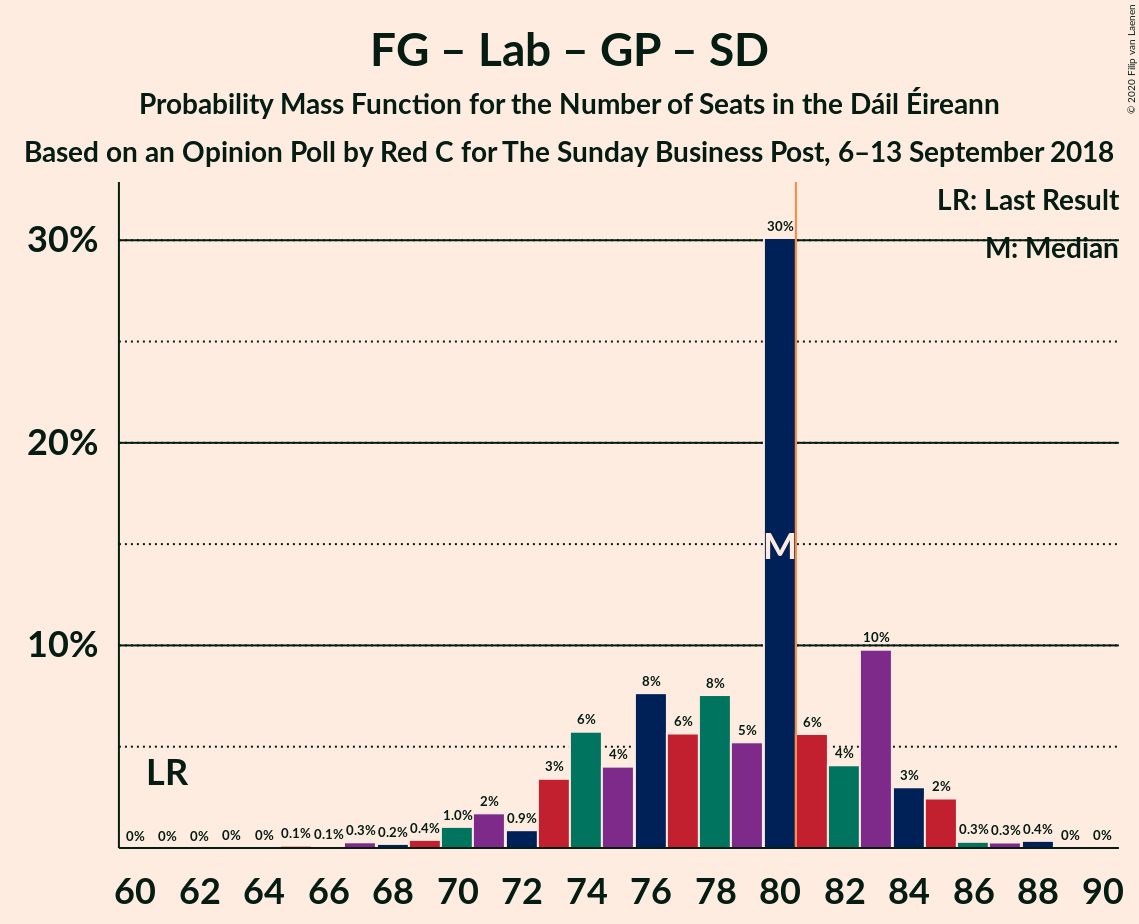 FG – Lab – GP – SD
Probability Mass Function for the Number of Seats in the Dáil Éireann
Based on an Opinion Poll by Red C for The Sunday Business Post, 6–13 September 2018
© 2020 Filip van Laenen
LR: Last Result
M: Median
30%
20%
10%
LR
M
0% 0% 0% 0% 0% 0.1% 0.1% 0.3% 0.2% 0.4% 1.0% 2% 0.9% 3% 6% 4% 8% 6% 8% 5% 30% 6% 4% 10% 3% 2% 0.3% 0.3% 0.4% 0% 0%
60 62 64 66 68 70 72 74 76 78 80 82 84 86 88 90